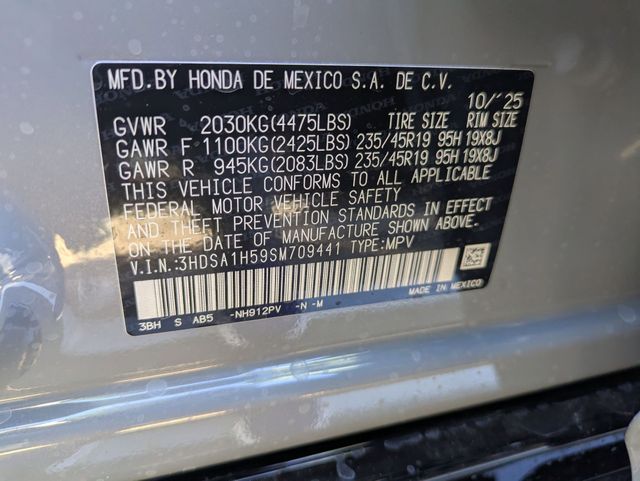 MFD.BY HONDA DE MEXICO S.A. DE C.V.
10/'25
GVWR 2030KG(4475LBS) TIRE SIZE RIM SIZE
GAWR F 1100KG(2425LBS) 235/45R19 95H 19X8J
GAWR R 945KG(2083LBS) 235/45R19 95H 19X8J
THIS VEHICLE CONFORMS TO ALL APPLICABLE
FEDERAL MOTOR VEHICLE SAFETY
AND THEFT PREVENTION STANDARDS IN EFFECT
ON THE DATE OF MANUFACTURE SHOWN ABOVE.
V.I.N.:3HDSA1H59SM709441 TYPE:MPV
MADE IN MEXICO
3BH S AB5 -NH912PV -N -M